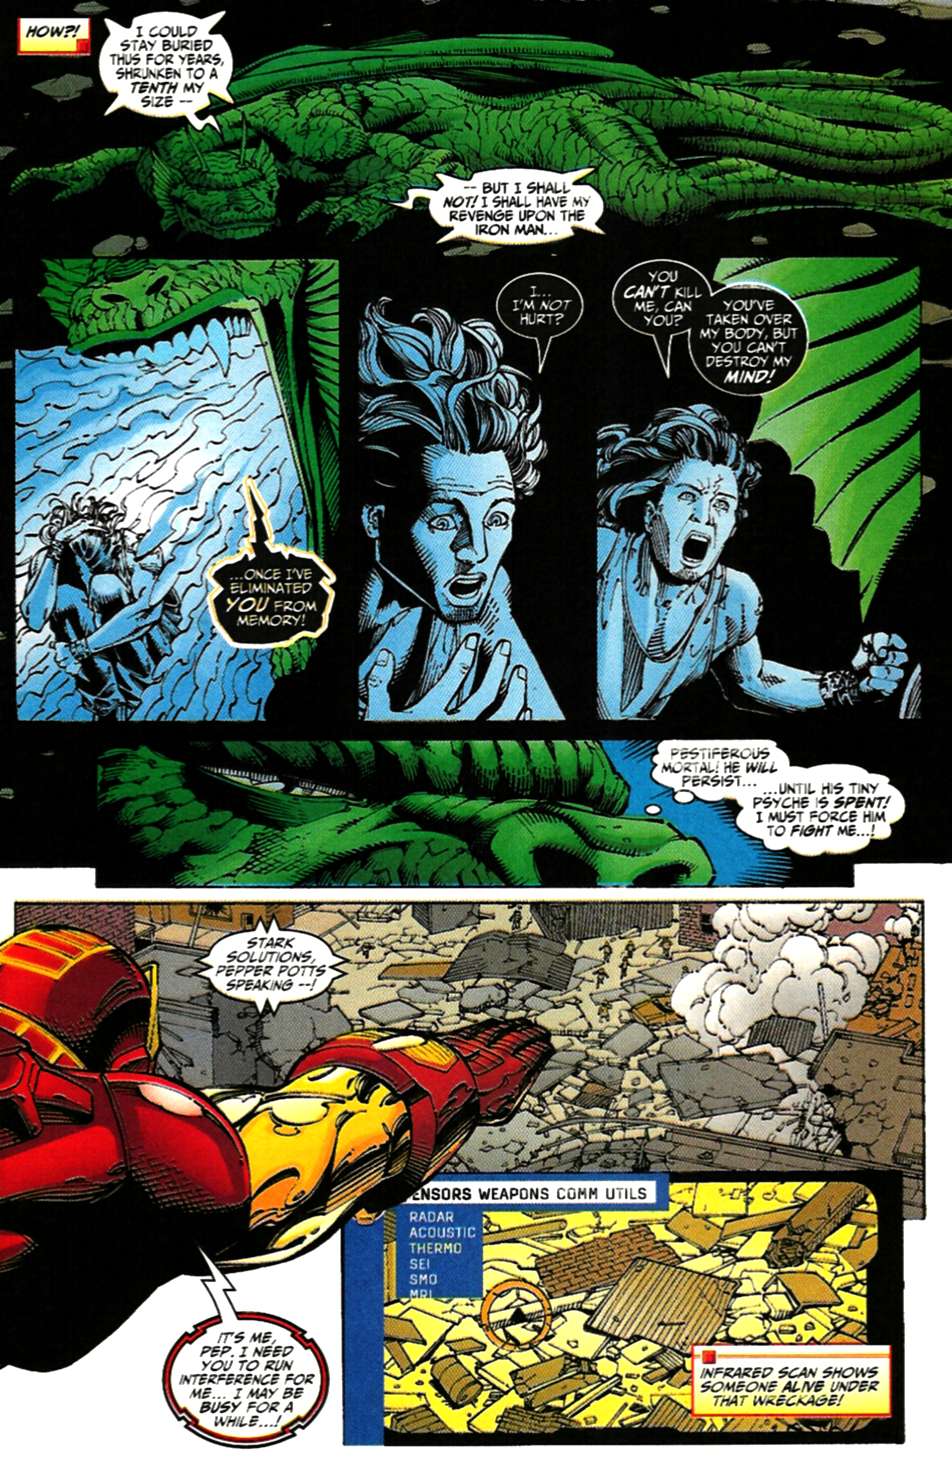 HOW?!
I COULD
STAY BURIED
THUS FOR YEARS,
SHRUNKEN TO A
TENTH MY
SIZE --
-- BUT I SHALL
NOT! I SHALL HAVE MY
REVENGE UPON THE
IRON MAN...
...ONCE I'VE
ELIMINATED
YOU FROM
MEMORY!
I...
I'M NOT
HURT?
YOU
CAN'T KILL
ME, CAN
YOU?
YOU'VE
TAKEN OVER
MY BODY, BUT
YOU CAN'T
DESTROY MY
MIND!
PESTIFEROUS
MORTAL! HE WILL
PERSIST...
...UNTIL HIS TINY
PSYCHE IS SPENT!
I MUST FORCE HIM
TO FIGHT ME...!
STARK
SOLUTIONS,
PEPPER POTTS
SPEAKING --!
IT'S ME,
PEP. I NEED
YOU TO RUN
INTERFERENCE FOR
ME... I MAY BE
BUSY FOR A
WHILE...!
ENSORS WEAPONS COMM UTILS
RADAR
ACOUSTIC
THERMO
SEI
SMO
MRI
INFRARED SCAN SHOWS
SOMEONE ALIVE UNDER
THAT WRECKAGE!